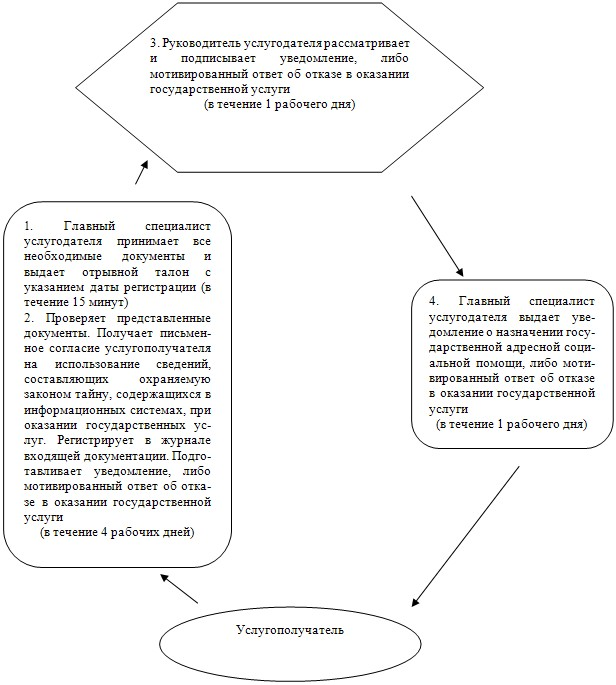 3. Руководитель услугодателя рассматривает
и подписывает уведомление, либо
мотивированный ответ об отказе в оказании
государственной услуги
(в течение 1 рабочего дня)
1. Главный специалист
услугодателя принимает все
необходимые документы и
выдает отрывной талон с
указанием даты регистрации (в
течение 15 минут)
2. Проверяет представленные
документы. Получает письмен-
ное согласие услугополучателя
на использование сведений,
составляющих охраняемую
законом тайну, содержащихся в
информационных системах, при
оказании государственных ус-
луг. Регистрирует в журнале
входящей документации. Подго-
тавливает уведомление, либо
мотивированный ответ об отка-
зе в оказании государственной
услуги
(в течение 4 рабочих дней)
4. Главный специалист
услугодателя выдает уве-
домление о назначении госу-
дарственной адресной соци-
альной помощи, либо моти-
вированный ответ об отказе
в оказании государственной
услуги
(в течение 1 рабочего дня)
Услугополучатель